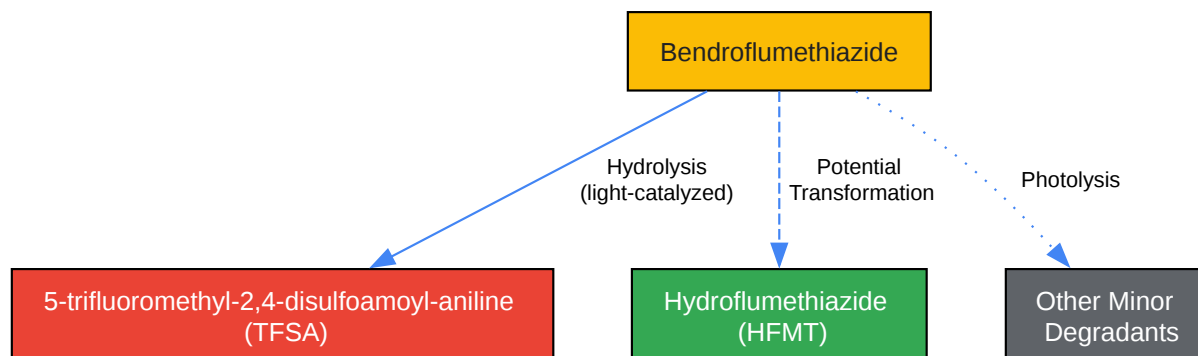 Bendroflumethiazide
Hydrolysis
(light-catalyzed)
Potential
Transformation
Photolysis
5-trifluoromethyl-2,4-disulfoamoyl-aniline
(TFSA)
Hydroflumethiazide
(HFMT)
Other Minor
Degradants